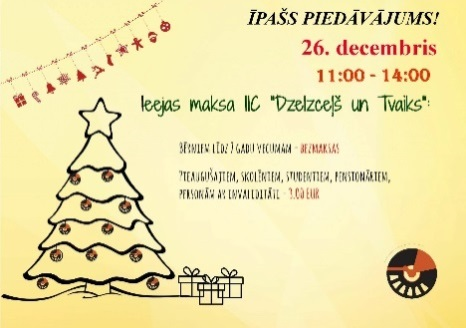 ĪPAŠS PIEDĀVĀJUMS!
26. decembris
11:00 - 14:00
Ieejas maksa IIC "Dzelzceļš un Tvaiks":
BĒRNIEM LĪDZ 7 GADU VECUMAM - BEZMAKSAS
PIEAUGUŠAJIEM, SKOLĒNIEM, STUDENTIEM, PENSIONĀRIEM,
PERSONĀM AR INVALIDITĀTI - 3.00 EUR